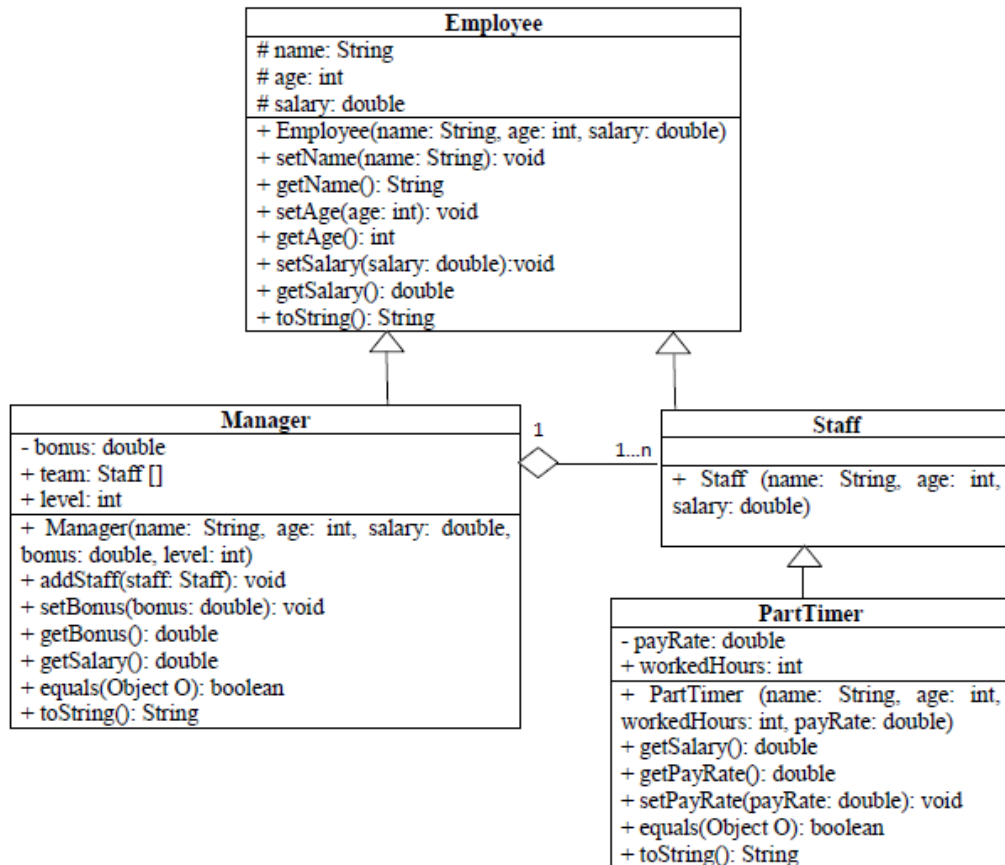 Employee
# name: String
# age: int
# salary: double
+ Employee(name: String, age: int, salary: double)
+ setName(name: String): void
+ getName(): String
+ setAge(age: int): void
+ getAge(): int
+ setSalary(salary: double):void
+ getSalary(): double
+ toString(): String
Manager
- bonus: double
+ team: Staff []
+ level: int
+ Manager(name: String, age: int, salary: double,
bonus: double, level: int)
+ addStaff(staff: Staff): void
+ setBonus(bonus: double): void
+ getBonus(): double
+ getSalary(): double
+ equals(Object O): boolean
+ toString(): String
1
1...n
Staff
+ Staff (name: String, age: int,
salary: double)
PartTimer
- payRate: double
+ workedHours: int
+ PartTimer (name: String, age: int,
workedHours: int, payRate: double)
+ getSalary(): double
+ getPayRate(): double
+ setPayRate(payRate: double): void
+ equals(Object O): boolean
+ toString(): String